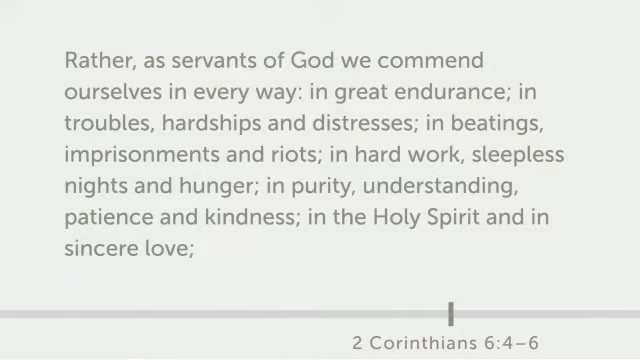 Rather, as servants of God we commend
ourselves in every way: in great endurance; in
troubles, hardships and distresses; in beatings,
imprisonments and riots; in hard work, sleepless
nights and hunger; in purity, understanding,
patience and kindness; in the Holy Spirit and in
sincere love;
2 Corinthians 6:4–6